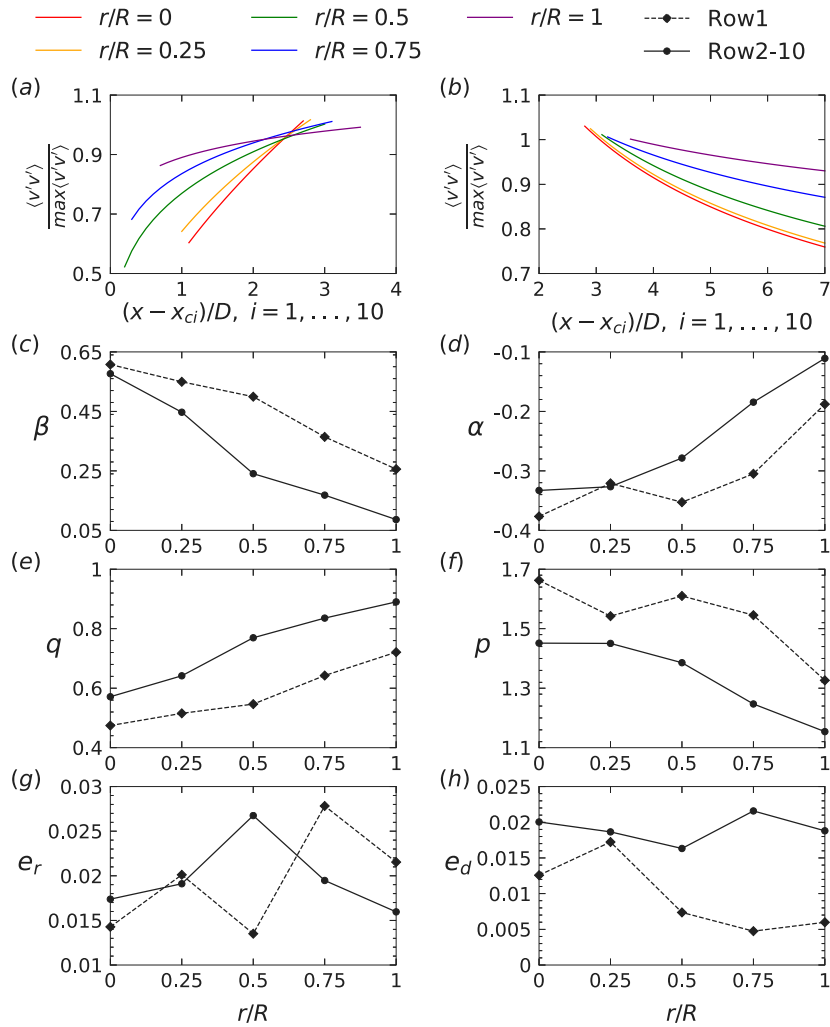 r/R = 0 r/R = 0.5 r/R = 1 Row1
r/R = 0.25 r/R = 0.75 Row2-10
(a)
1.1
0.9
0.7
0.5
⟨v'v'⟩
max⟨v'v'⟩
0 1 2 3 4
(x − x_{ci})/D, i = 1, . . . , 10
(b)
1.1
1
0.9
0.8
0.7
⟨v'v'⟩
max⟨v'v'⟩
2 3 4 5 6 7
(x − x_{ci})/D, i = 1, . . . , 10
(c)
0.65
0.45
0.25
0.05
β
0 0.25 0.5 0.75 1
(d)
-0.1
-0.2
-0.3
-0.4
α
0 0.25 0.5 0.75 1
(e)
1
0.8
0.6
0.4
q
0 0.25 0.5 0.75 1
(f)
1.7
1.5
1.3
1.1
p
0 0.25 0.5 0.75 1
(g)
0.03
0.025
0.02
0.015
0.01
e_r
0 0.25 0.5 0.75 1
r/R
(h)
0.025
0.02
0.015
0.01
0.005
0
e_d
0 0.25 0.5 0.75 1
r/R